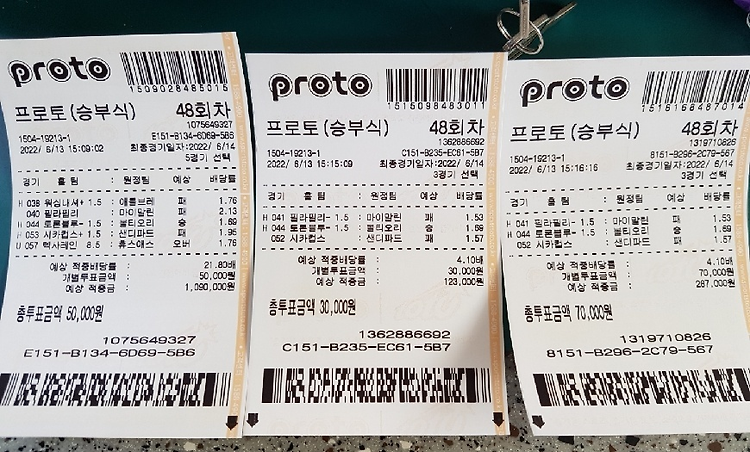 proto
1509028485015
프로토(승부식) 48회차
1075649327
1504-19213-1 E151-B134-6D69-5B6
2022/ 6/13 15:09:02 최종경기일자:2022/ 6/14
5경기 선택
경기 홈팀 : 원정팀 예상 배당률
H 038 워싱내셔+ 1.5 : 애틀브레 패 1.76
040 필라필리 : 마이말린 패 2.13
H 044 토론블루- 1.5 : 볼티오리 승 1.69
H 053 시카컵스+ 1.5 : 샌디파드 패 1.95
U 057 텍사레인 8.5 : 휴스애스 오버 1.76
예상 적중배당률 : 21.80배
개별투표금액 : 50,000원
예상 적중금 : 1,090,000원
총투표금액 50,000원
1075649327
E151-B134-6D69-5B6
proto
1515098483011
프로토(승부식) 48회차
1362886692
1504-19213-1 C151-B235-EC61-5B7
2022/ 6/13 15:15:09 최종경기일자:2022/ 6/14
3경기 선택
경기 홈팀 : 원정팀 예상 배당률
H 041 필라필리- 1.5 : 마이말린 패 1.53
H 044 토론블루- 1.5 : 볼티오리 승 1.69
052 시카컵스 : 샌디파드 패 1.57
예상 적중배당률 : 4.10배
개별투표금액 : 30,000원
예상 적중금 : 123,000원
총투표금액 30,000원
1362886692
C151-B235-EC61-5B7
proto
1516168487014
프로토(승부식) 48회차
1319710826
1504-19213-1 8151-B296-2C79-567
2022/ 6/13 15:16:16 최종경기일자:2022/ 6/14
3경기 선택
경기 홈팀 : 원정팀 예상 배당률
H 041 필라필리- 1.5 : 마이말린 패 1.53
H 044 토론블루- 1.5 : 볼티오리 승 1.69
052 시카컵스 : 샌디파드 패 1.57
예상 적중배당률 : 4.10배
개별투표금액 : 70,000원
예상 적중금 : 287,000원
총투표금액 70,000원
1319710826
8151-B296-2C79-567